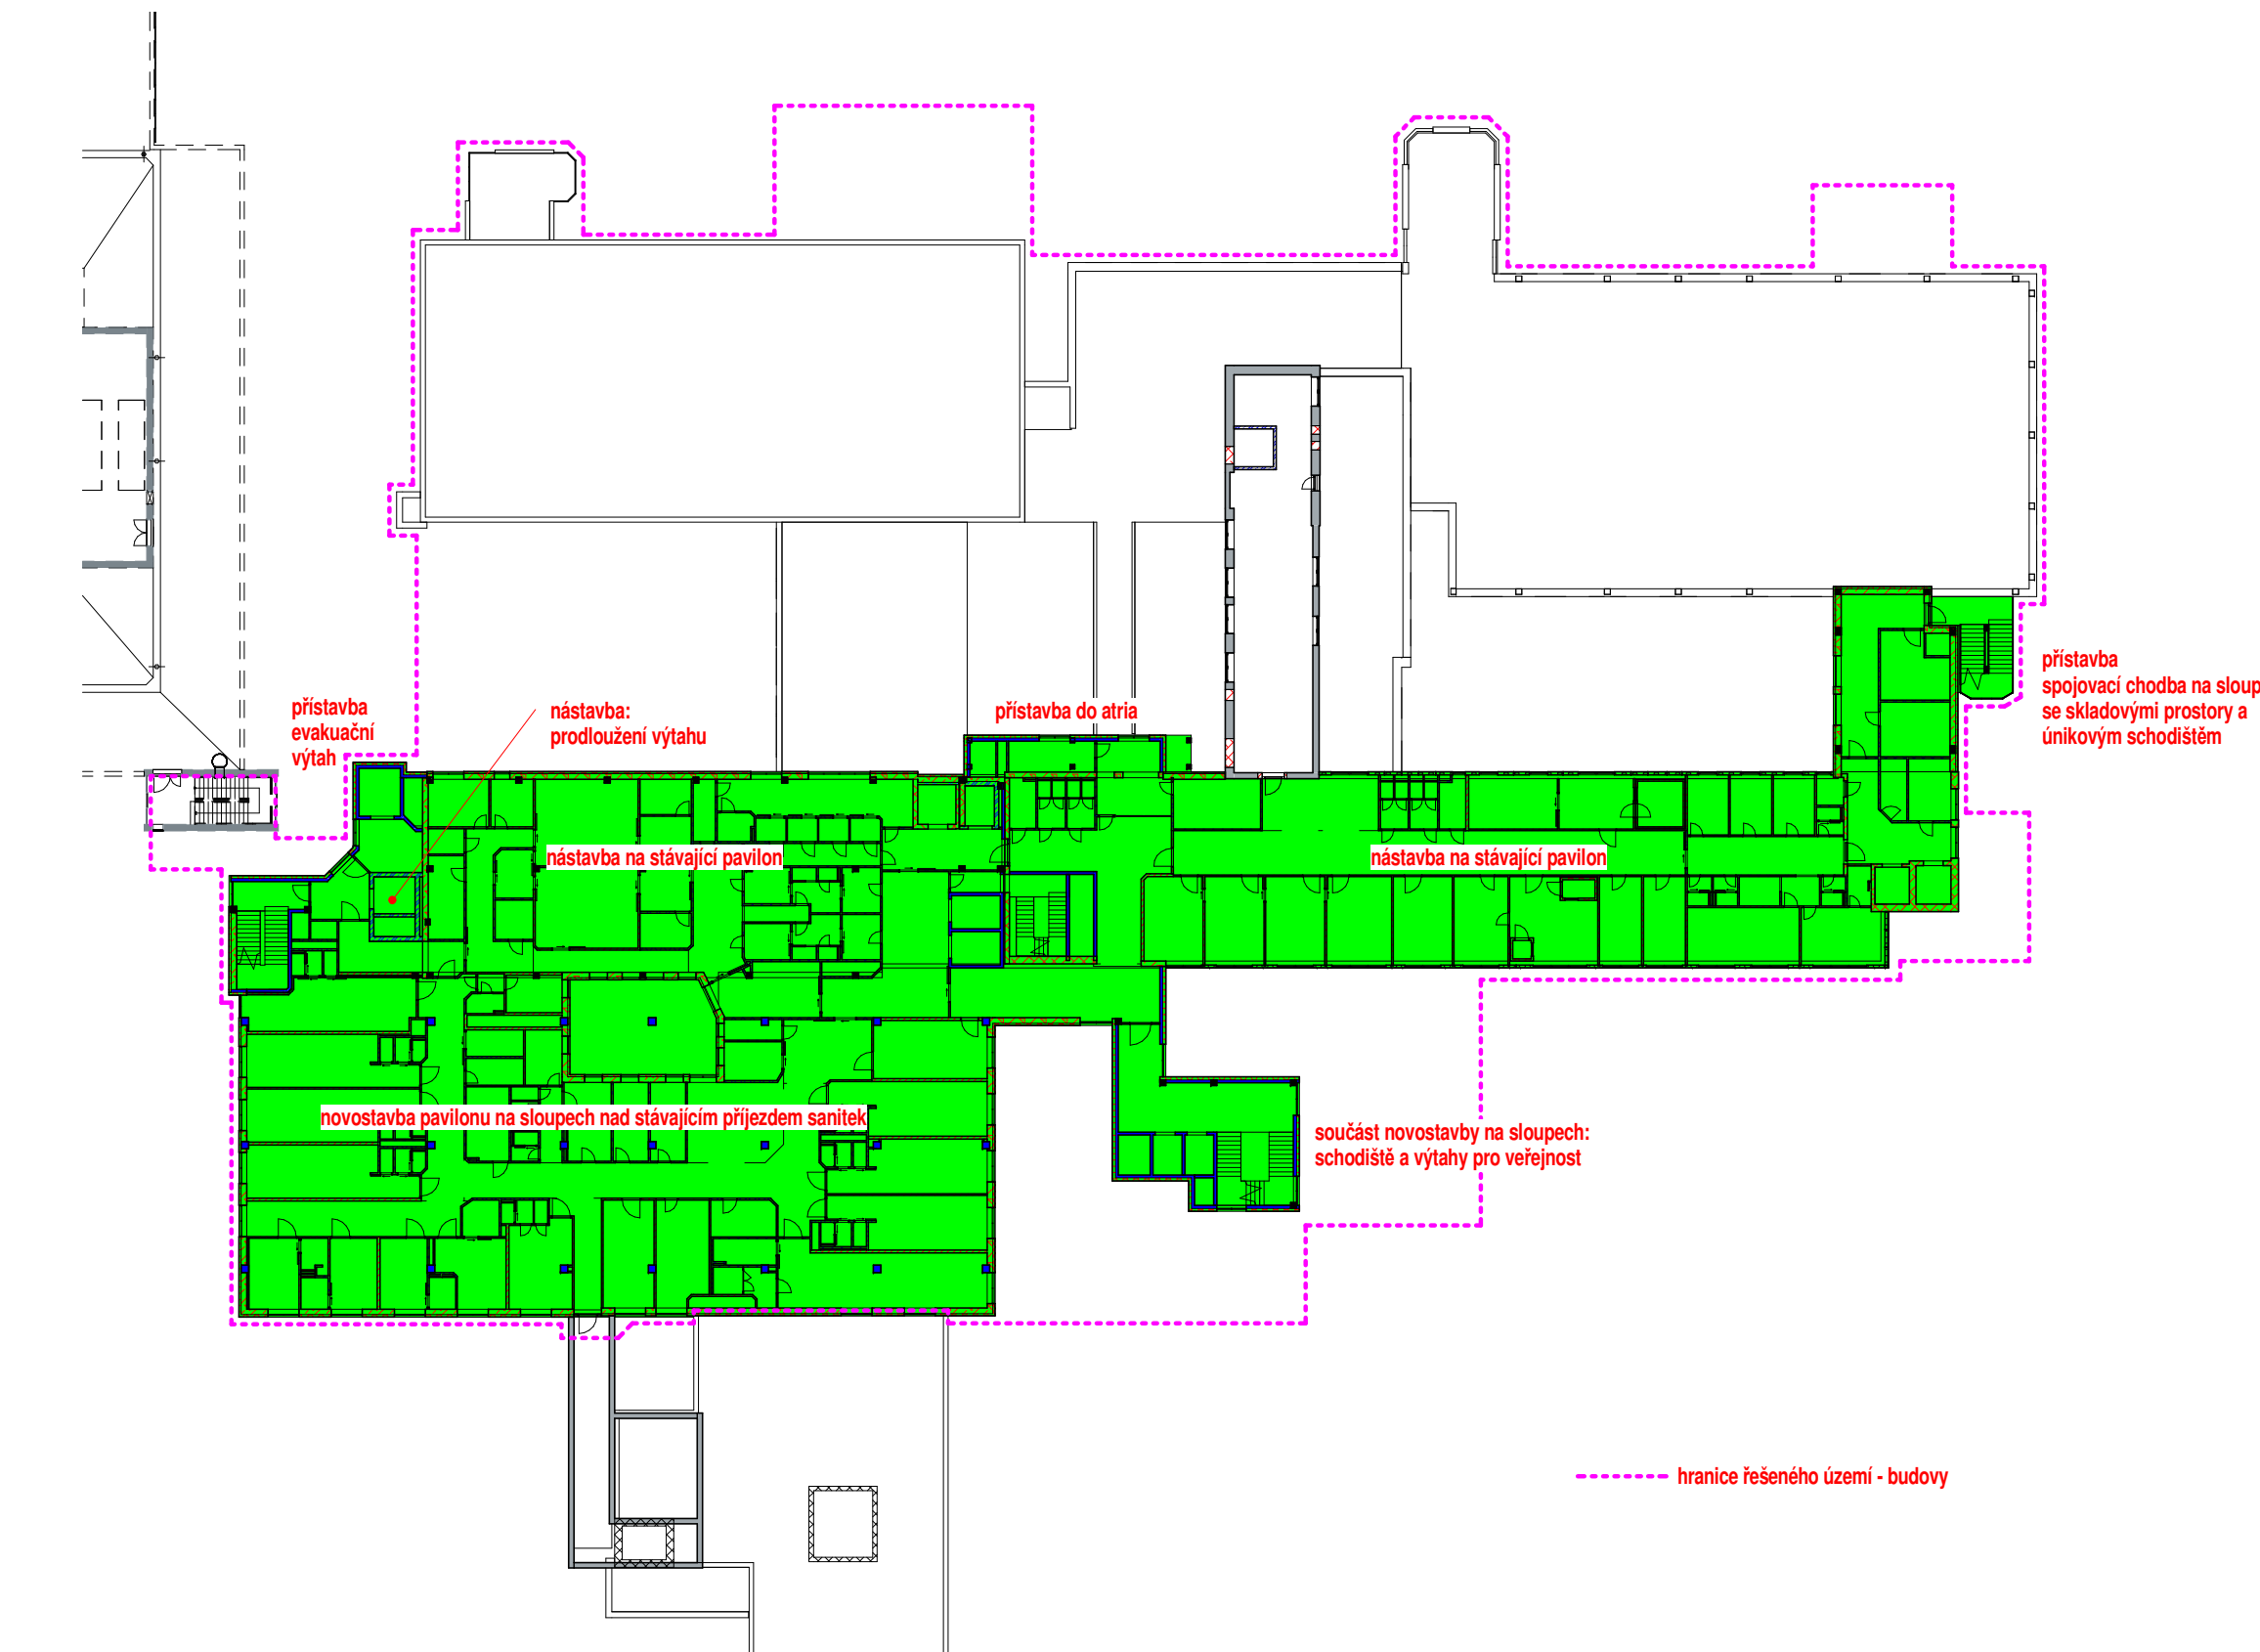 přístavba
spojovací chodba na sloup
se skladovými prostory a
únikovým schodištěm
přístavba
evakuační
výtah
nástavba:
prodloužení výtahu
přístavba do atria
nástavba na stávající pavilon
nástavba na stávající pavilon
novostavba pavilonu na sloupech nad stávajícím příjezdem sanitek
součást novostavby na sloupech:
schodiště a výtahy pro veřejnost
hranice řešeného území - budovy